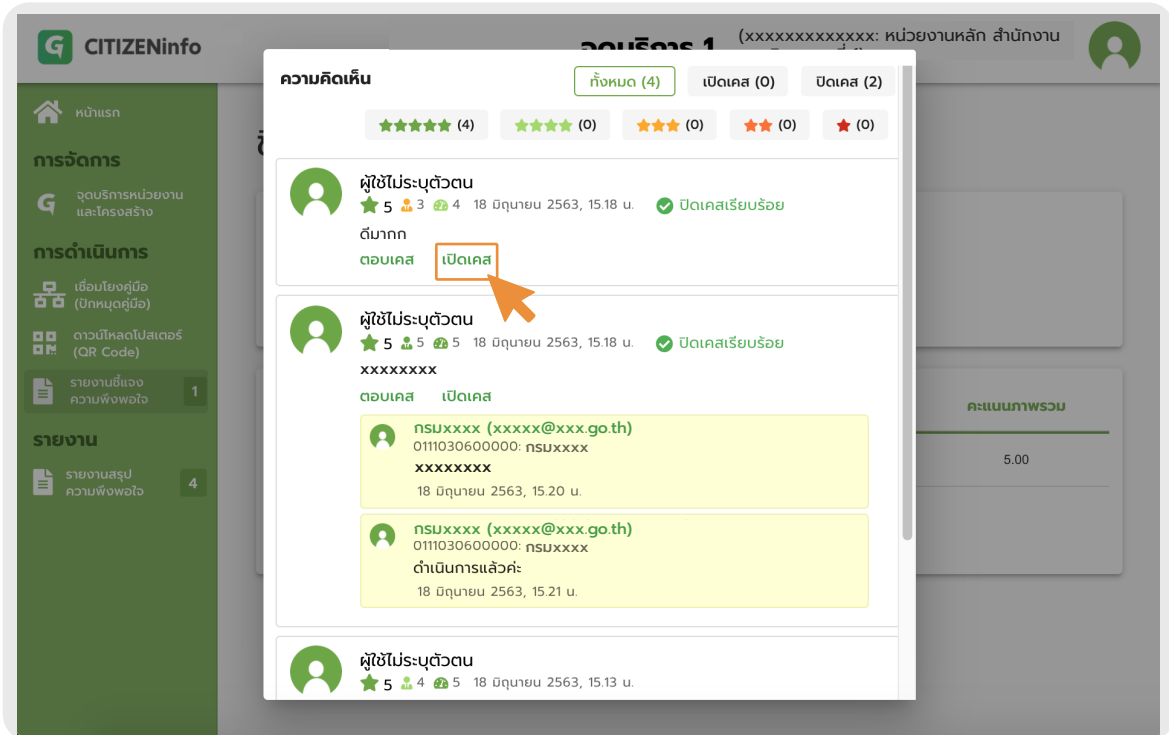 CITIZENinfo
จุดบริการ 1
(xxxxxxxxxxxxx: หน่วยงานหลัก สำนักงาน
หน้าแรก
การจัดการ
จุดบริการหน่วยงาน
และโครงสร้าง
การดำเนินการ
เชื่อมโยงคู่มือ
(ปักหมุดคู่มือ)
ดาวน์โหลดโปสเตอร์
(QR Code)
รายงานชี้แจง
ความพึงพอใจ
1
รายงาน
รายงานสรุป
ความพึงพอใจ
4
ความคิดเห็น
ทั้งหมด (4)
เปิดเคส (0)
ปิดเคส (2)
(4)
(0)
(0)
(0)
(0)
ผู้ใช้ไม่ระบุตัวตน
5 3 4 18 มิถุนายน 2563, 15.18 น. ปิดเคสเรียบร้อย
ดีมากก
ตอบเคส เปิดเคส
ผู้ใช้ไม่ระบุตัวตน
5 5 5 18 มิถุนายน 2563, 15.18 น. ปิดเคสเรียบร้อย
xxxxxxxx
ตอบเคส เปิดเคส
กรมxxxx (xxxxx@xxx.go.th)
0111030600000: กรมxxxx
xxxxxxxx
18 มิถุนายน 2563, 15.20 น.
กรมxxxx (xxxxx@xxx.go.th)
0111030600000: กรมxxxx
ดำเนินการแล้วค่ะ
18 มิถุนายน 2563, 15.21 น.
ผู้ใช้ไม่ระบุตัวตน
5 4 5 18 มิถุนายน 2563, 15.13 น.
คะแนนภาพรวม
5.00